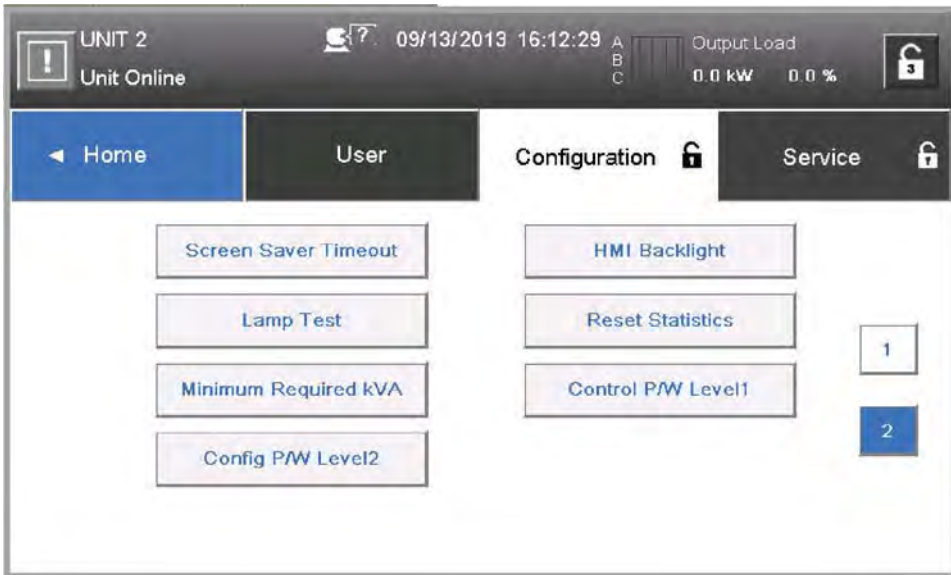 UNIT 2
Unit Online
!
?
09/13/2013 16:12:29
A
B
C
Output Load
0.0 kW 0.0 %
3
◄ Home
User
Configuration
Service
Screen Saver Timeout
HMI Backlight
Lamp Test
Reset Statistics
Minimum Required kVA
Control P/W Level1
Config P/W Level2
1
2